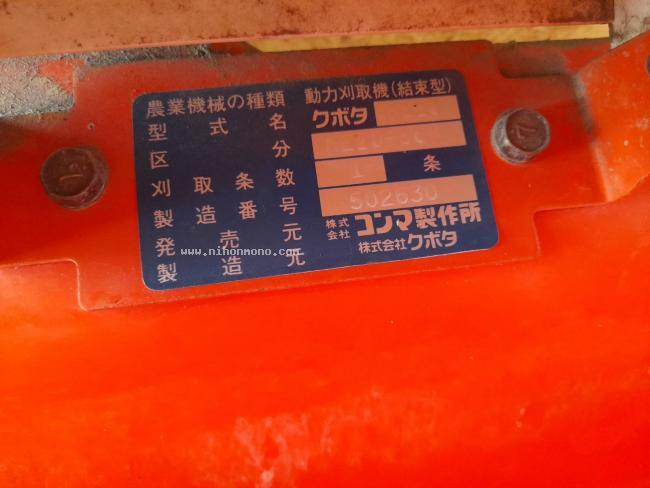 農業機械の種類 動力刈取機(結束型)
型式名 クボタ
区分
刈取条数 1 条
製造番号 502630
発売元 株式会社 コンマ製作所
製造元 株式会社クボタ
www.nihonmono.com